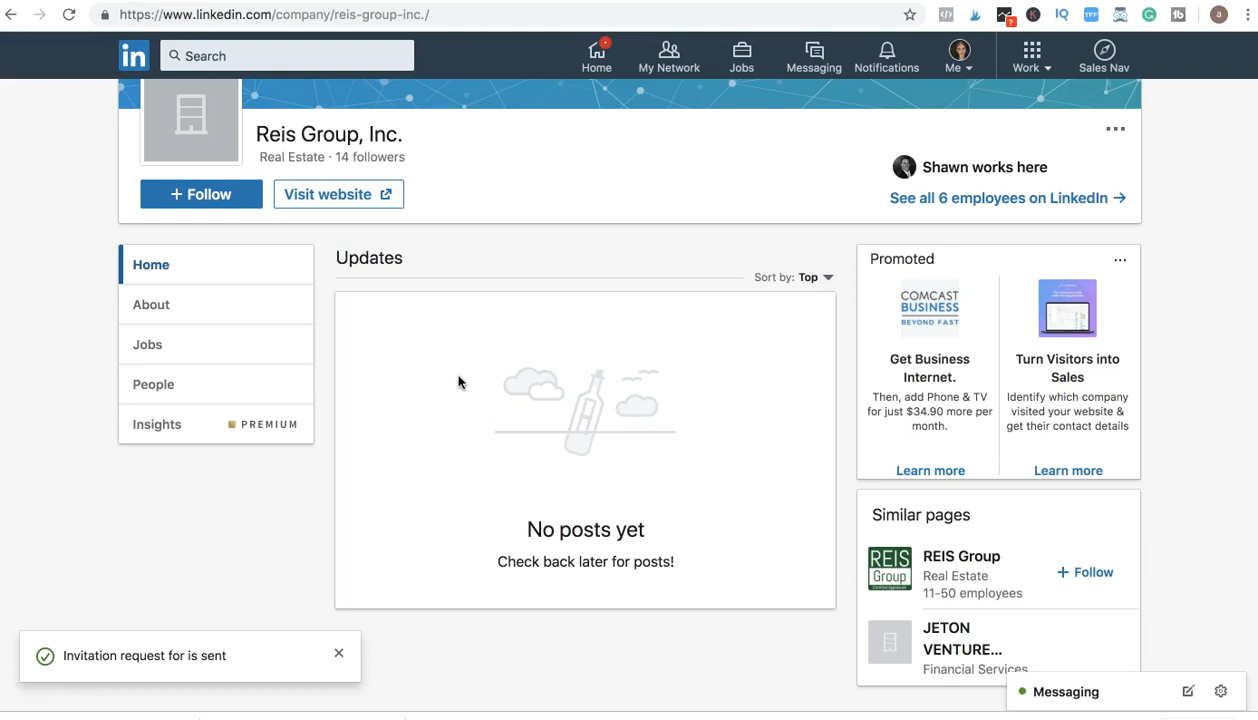 https://www.linkedin.com/company/reis-group-inc./
?
K
IQ
TFF
tb
a
in
Search
Home
My Network
Jobs
Messaging
Notifications
Me
Work
Sales Nav
Reis Group, Inc.
Real Estate · 14 followers
Shawn works here
+ Follow
Visit website
See all 6 employees on LinkedIn →
Home
About
Jobs
People
Insights
PREMIUM
Updates
Sort by: Top
No posts yet
Check back later for posts!
Promoted
COMCAST
BUSINESS
BEYOND FAST
Get Business
Internet.
Then, add Phone & TV
for just $34.90 more per
month.
Learn more
Turn Visitors into
Sales
Identify which company
visited your website &
get their contact details
Learn more
Similar pages
REIS
Group
REIS Group
Real Estate
11-50 employees
+ Follow
JETON
VENTURE...
Financial Services
Invitation request for is sent
Messaging